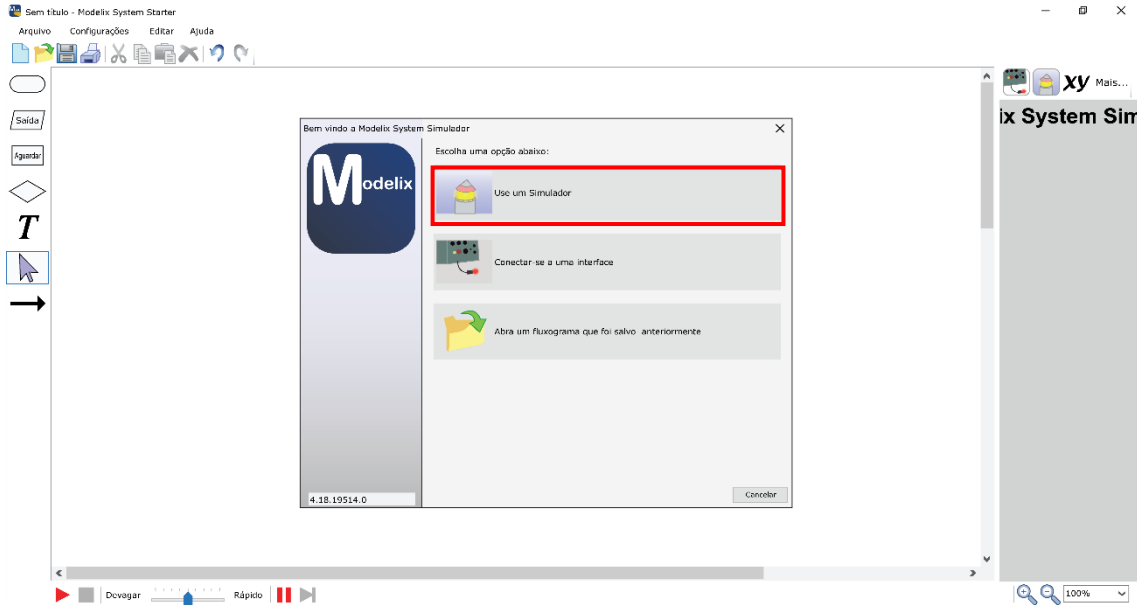 Sem título - Modelix System Starter
Arquivo Configurações Editar Ajuda
Saída
Aguardar
T
XY Mais...
ix System Sim
Bem vindo a Modelix System Simulador
Modelix
Escolha uma opção abaixo:
Use um Simulador
Conectar-se a uma interface
Abra um fluxograma que foi salvo anteriormente
4.18.19514.0
Cancelar
Devagar Rápido
100%